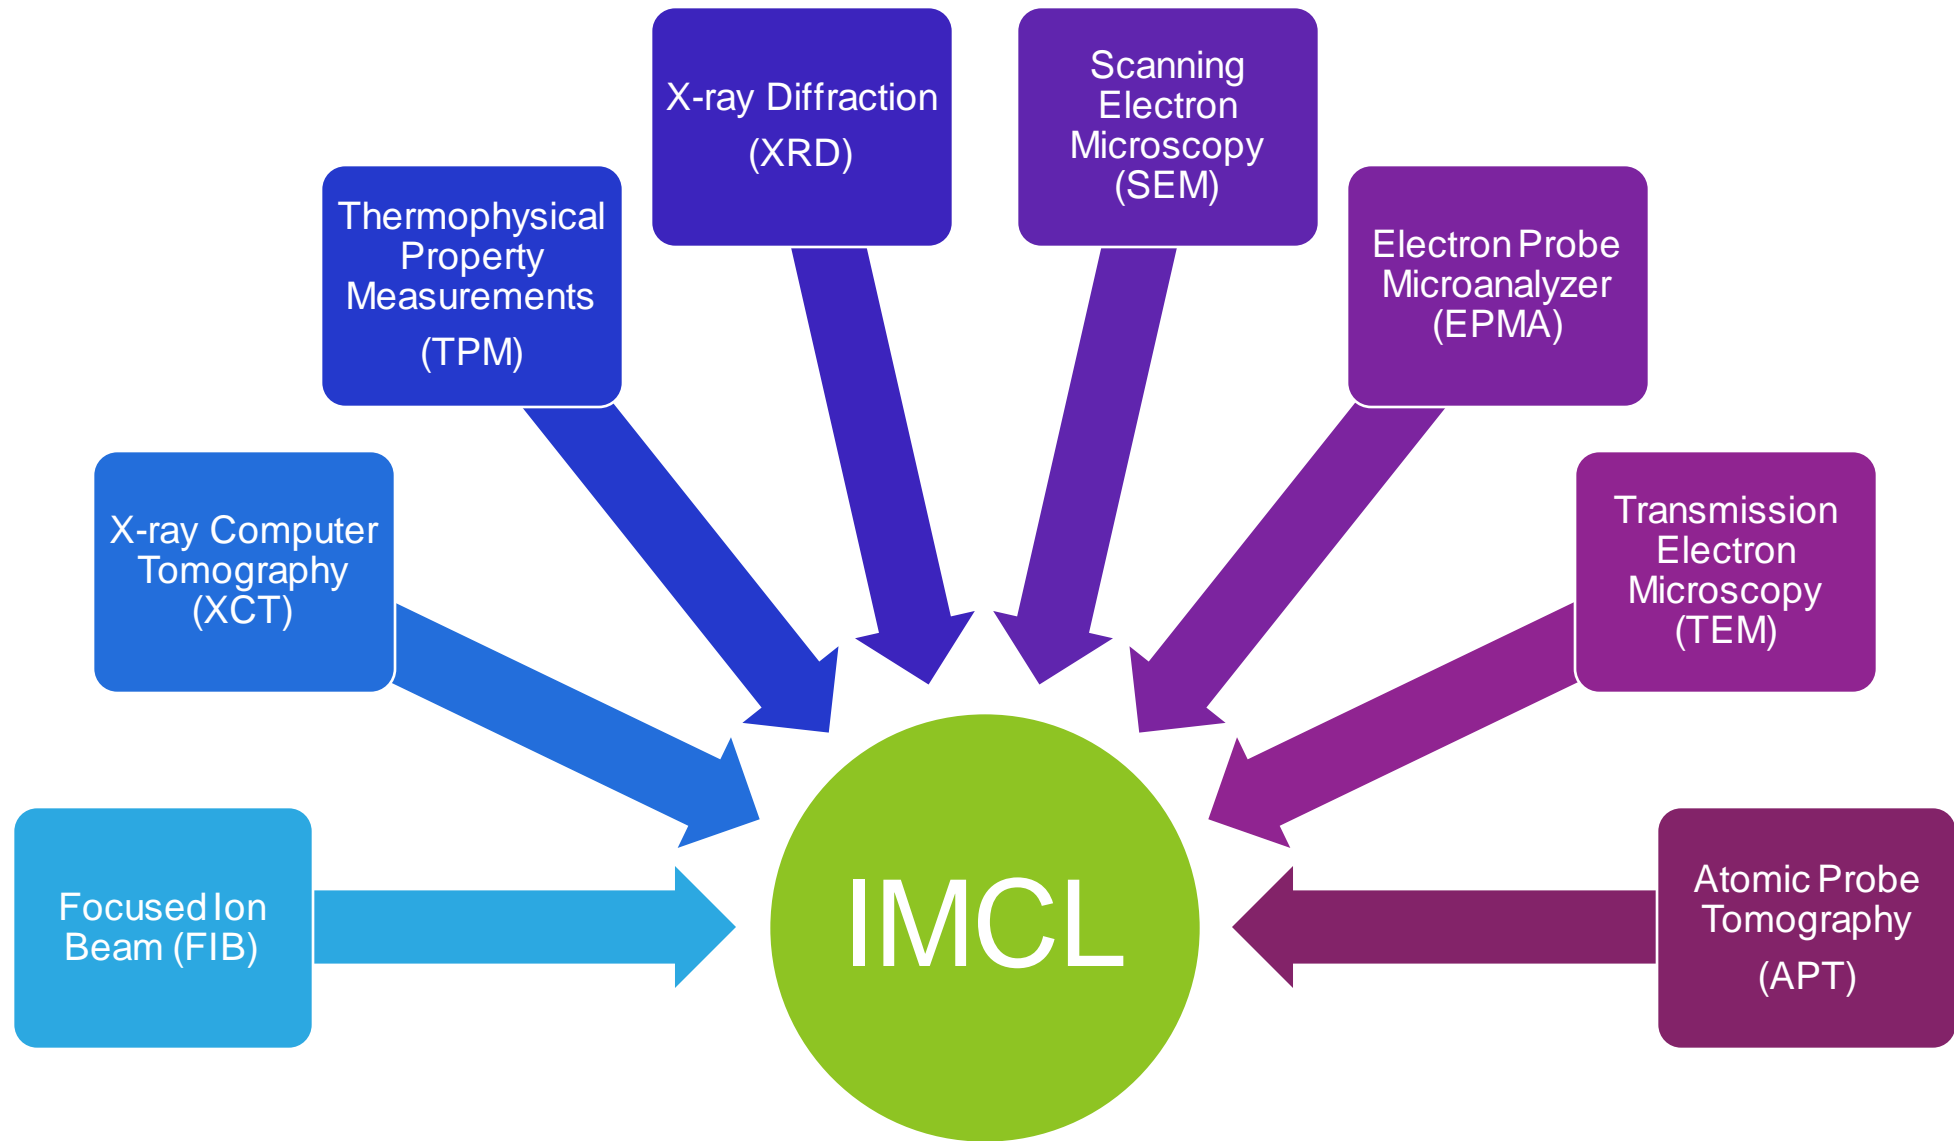 X-ray Diffraction
(XRD)
Scanning
Electron
Microscopy
(SEM)
Thermophysical
Property
Measurements
(TPM)
Electron Probe
Microanalyzer
(EPMA)
X-ray Computer
Tomography
(XCT)
Transmission
Electron
Microscopy
(TEM)
Focused Ion
Beam (FIB)
IMCL
Atomic Probe
Tomography
(APT)